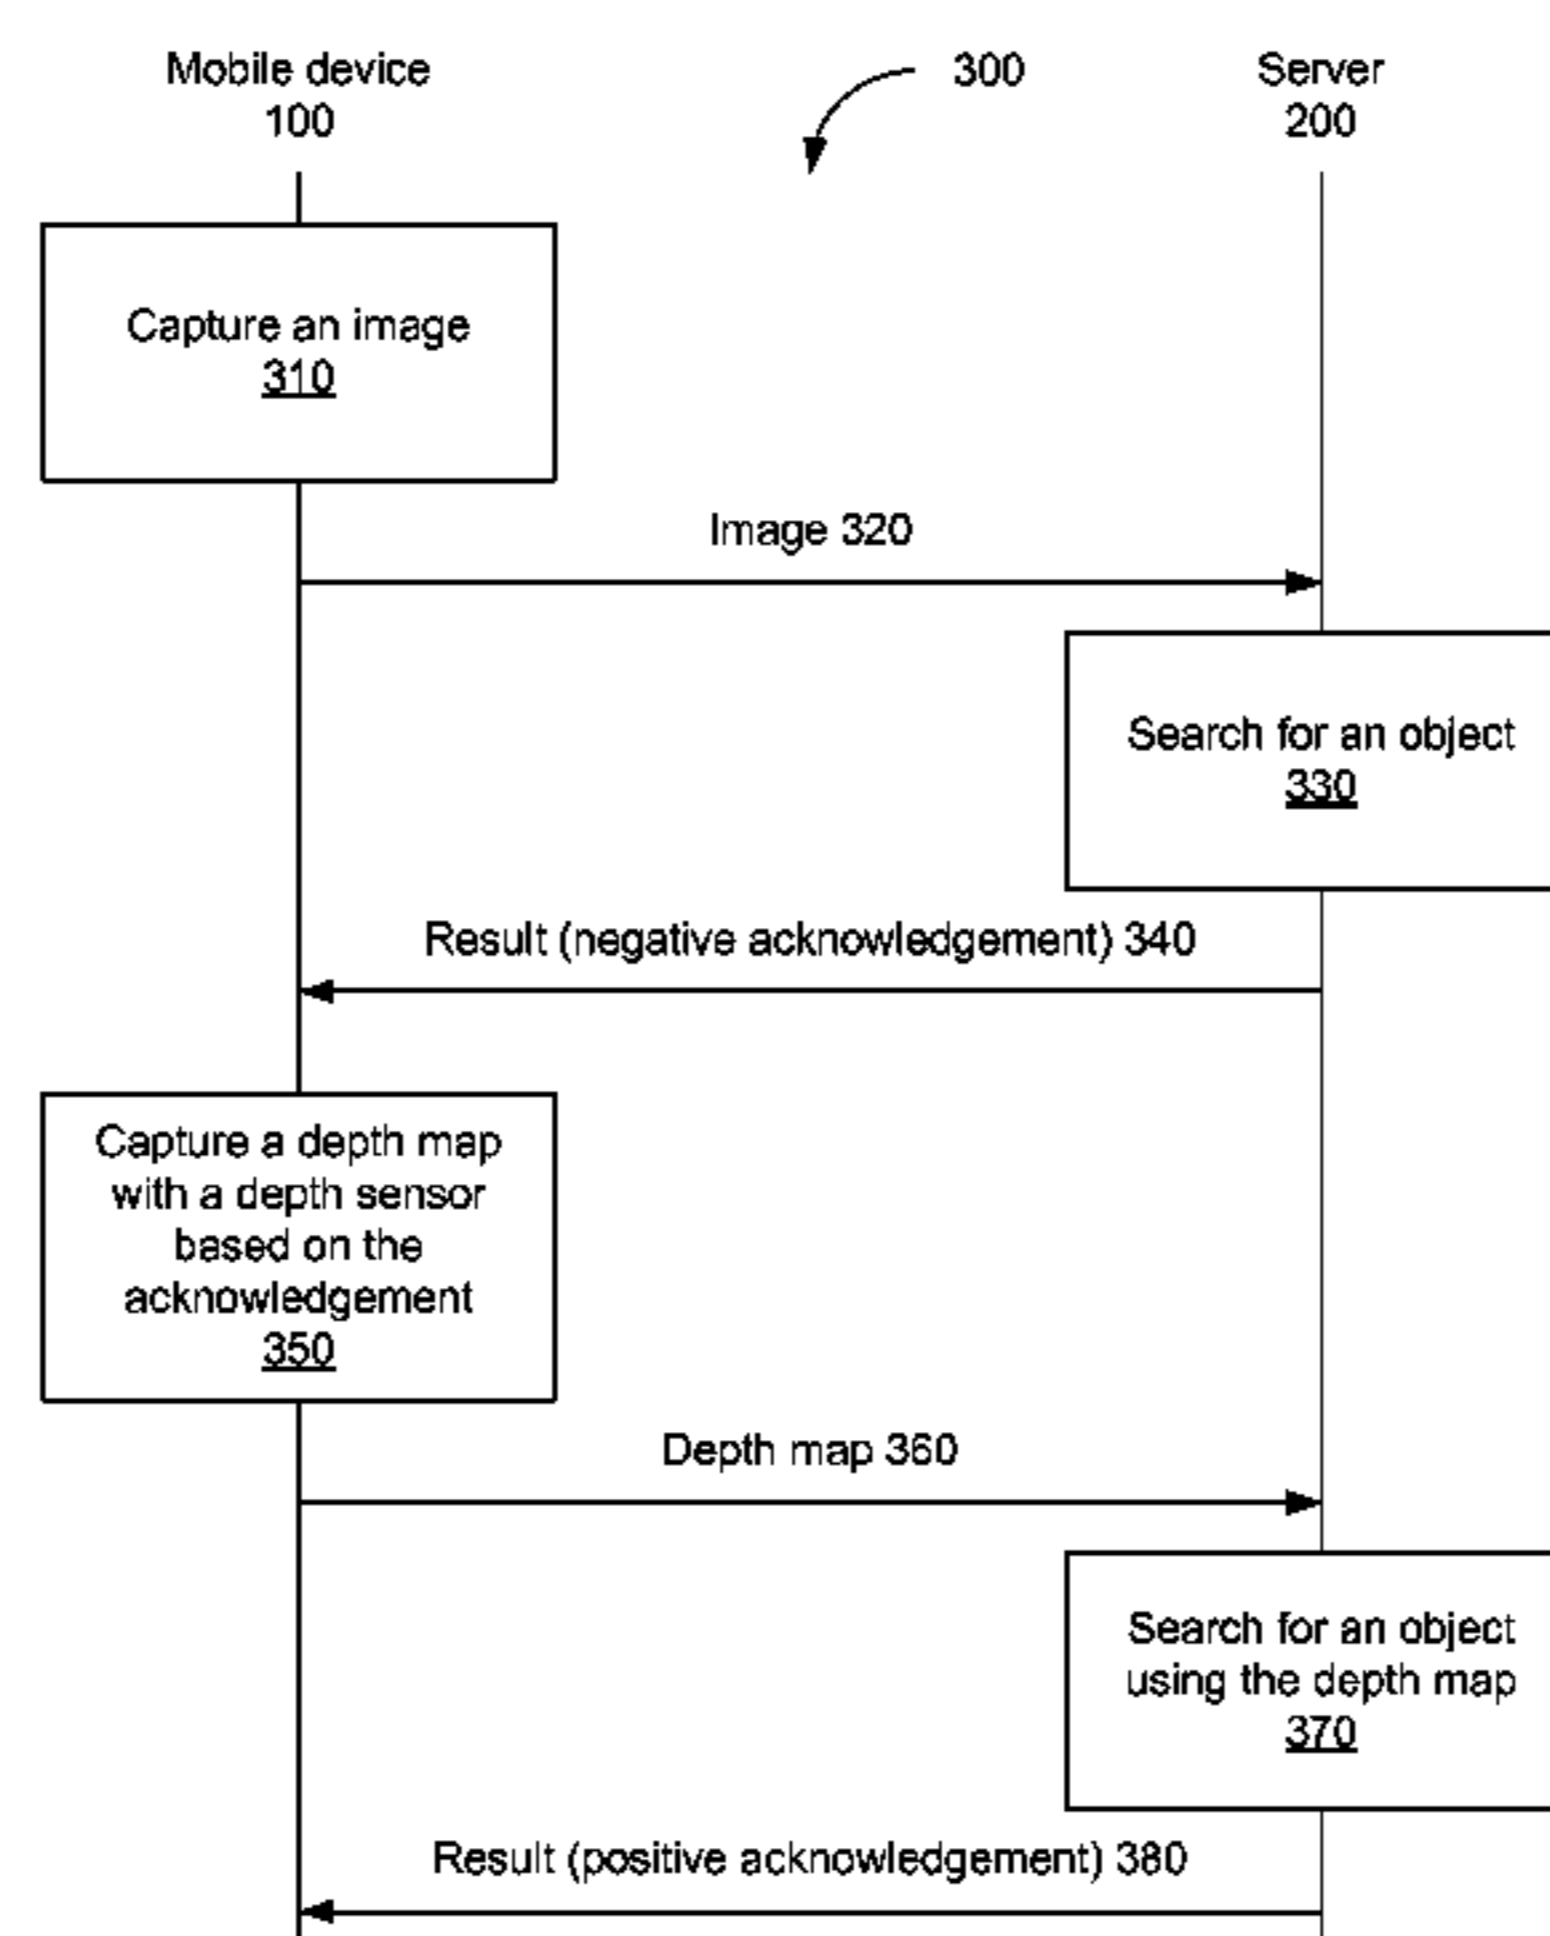 Mobile device
100
300
Server
200
Capture an image
310
Image 320
Search for an object
330
Result (negative acknowledgement) 340
Capture a depth map
with a depth sensor
based on the
acknowledgement
350
Depth map 360
Search for an object
using the depth map
370
Result (positive acknowledgement) 380